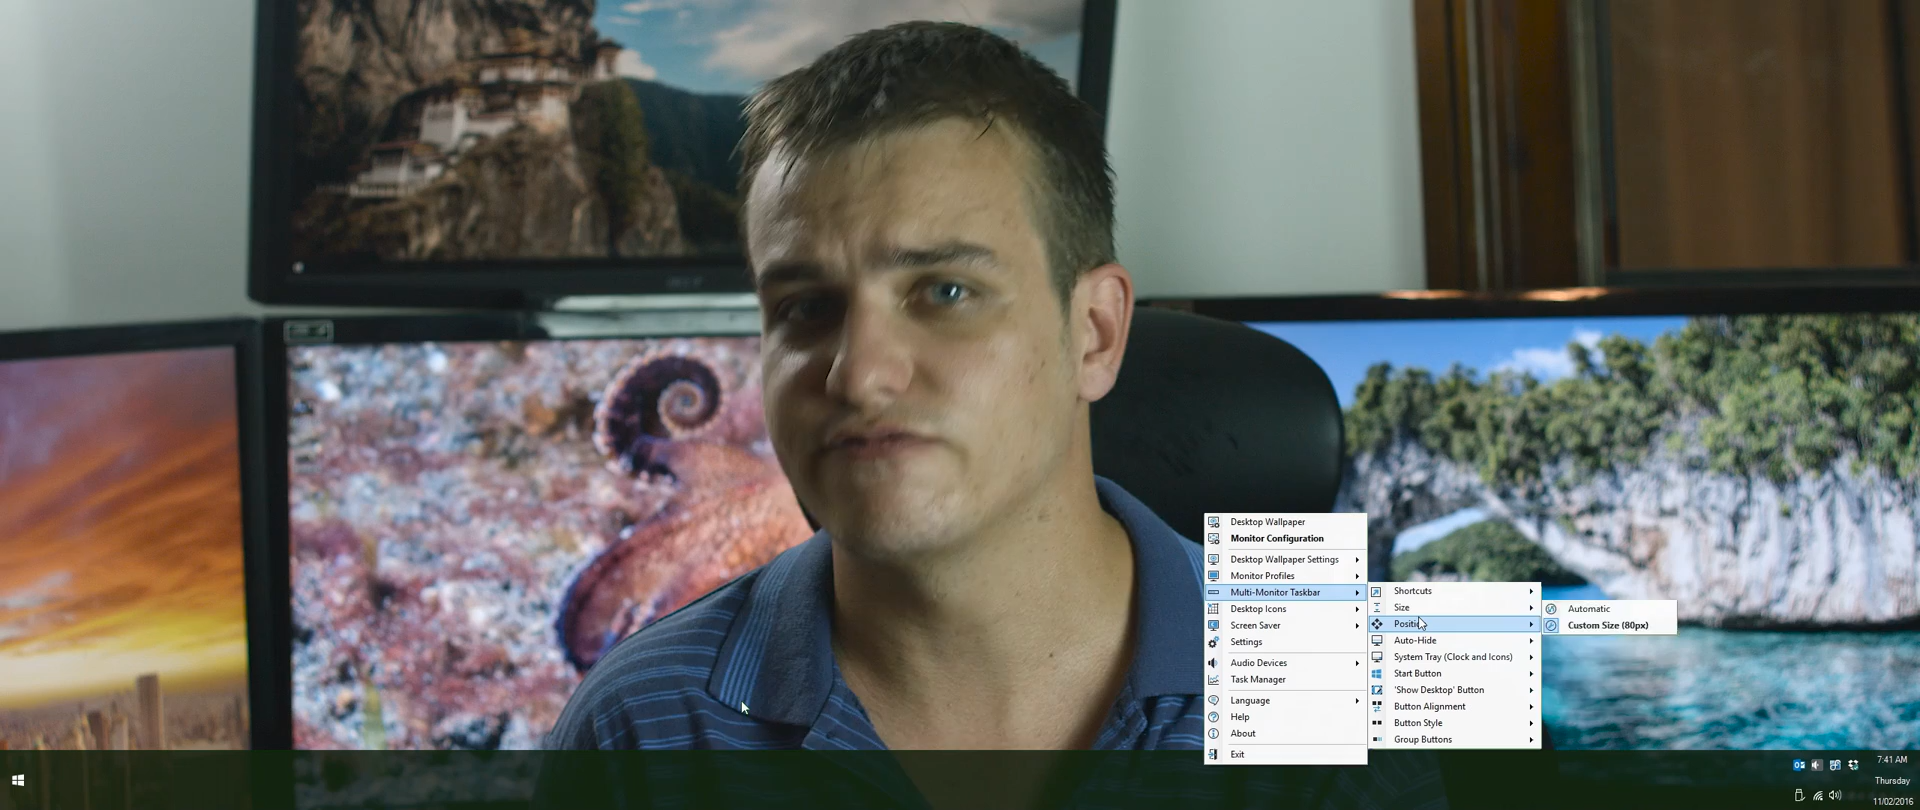 Desktop Wallpaper
Monitor Configuration
Desktop Wallpaper Settings
Monitor Profiles
Multi-Monitor Taskbar
Desktop Icons
Screen Saver
Settings
Audio Devices
Task Manager
Language
Help
About
Exit
Shortcuts
Size
Auto-Hide
System Tray (Clock and Icons)
Start Button
'Show Desktop' Button
Button Alignment
Button Style
Group Buttons
Automatic
Custom Size (80px)
7:41 AM
Thursday
11/02/2016